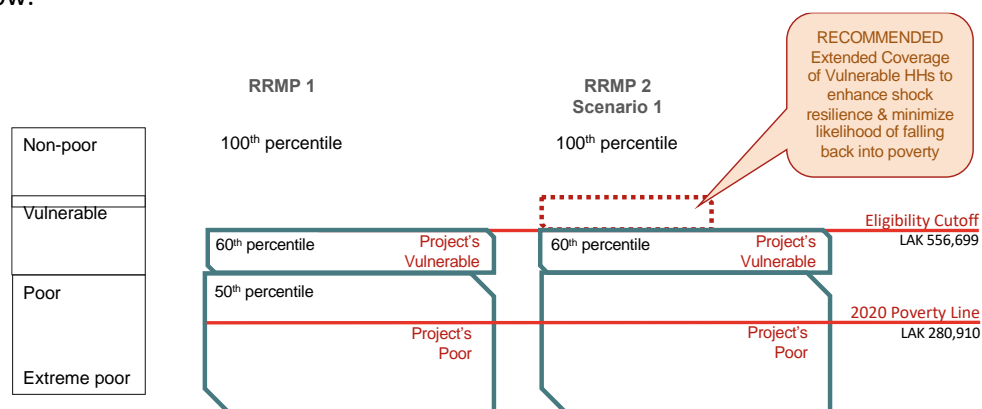 ow.
RECOMMENDED
Extended Coverage
of Vulnerable HHs to
enhance shock
resilience & minimize
likelihood of falling
back into poverty
RRMP 1
RRMP 2
Scenario 1
Non-poor
100th percentile
100th percentile
Vulnerable
Eligibility Cutoff
LAK 556,699
60th percentile
Project's
Vulnerable
60th percentile
Project's
Vulnerable
Poor
50th percentile
2020 Poverty Line
LAK 280,910
Project's
Poor
Project's
Poor
Extreme poor